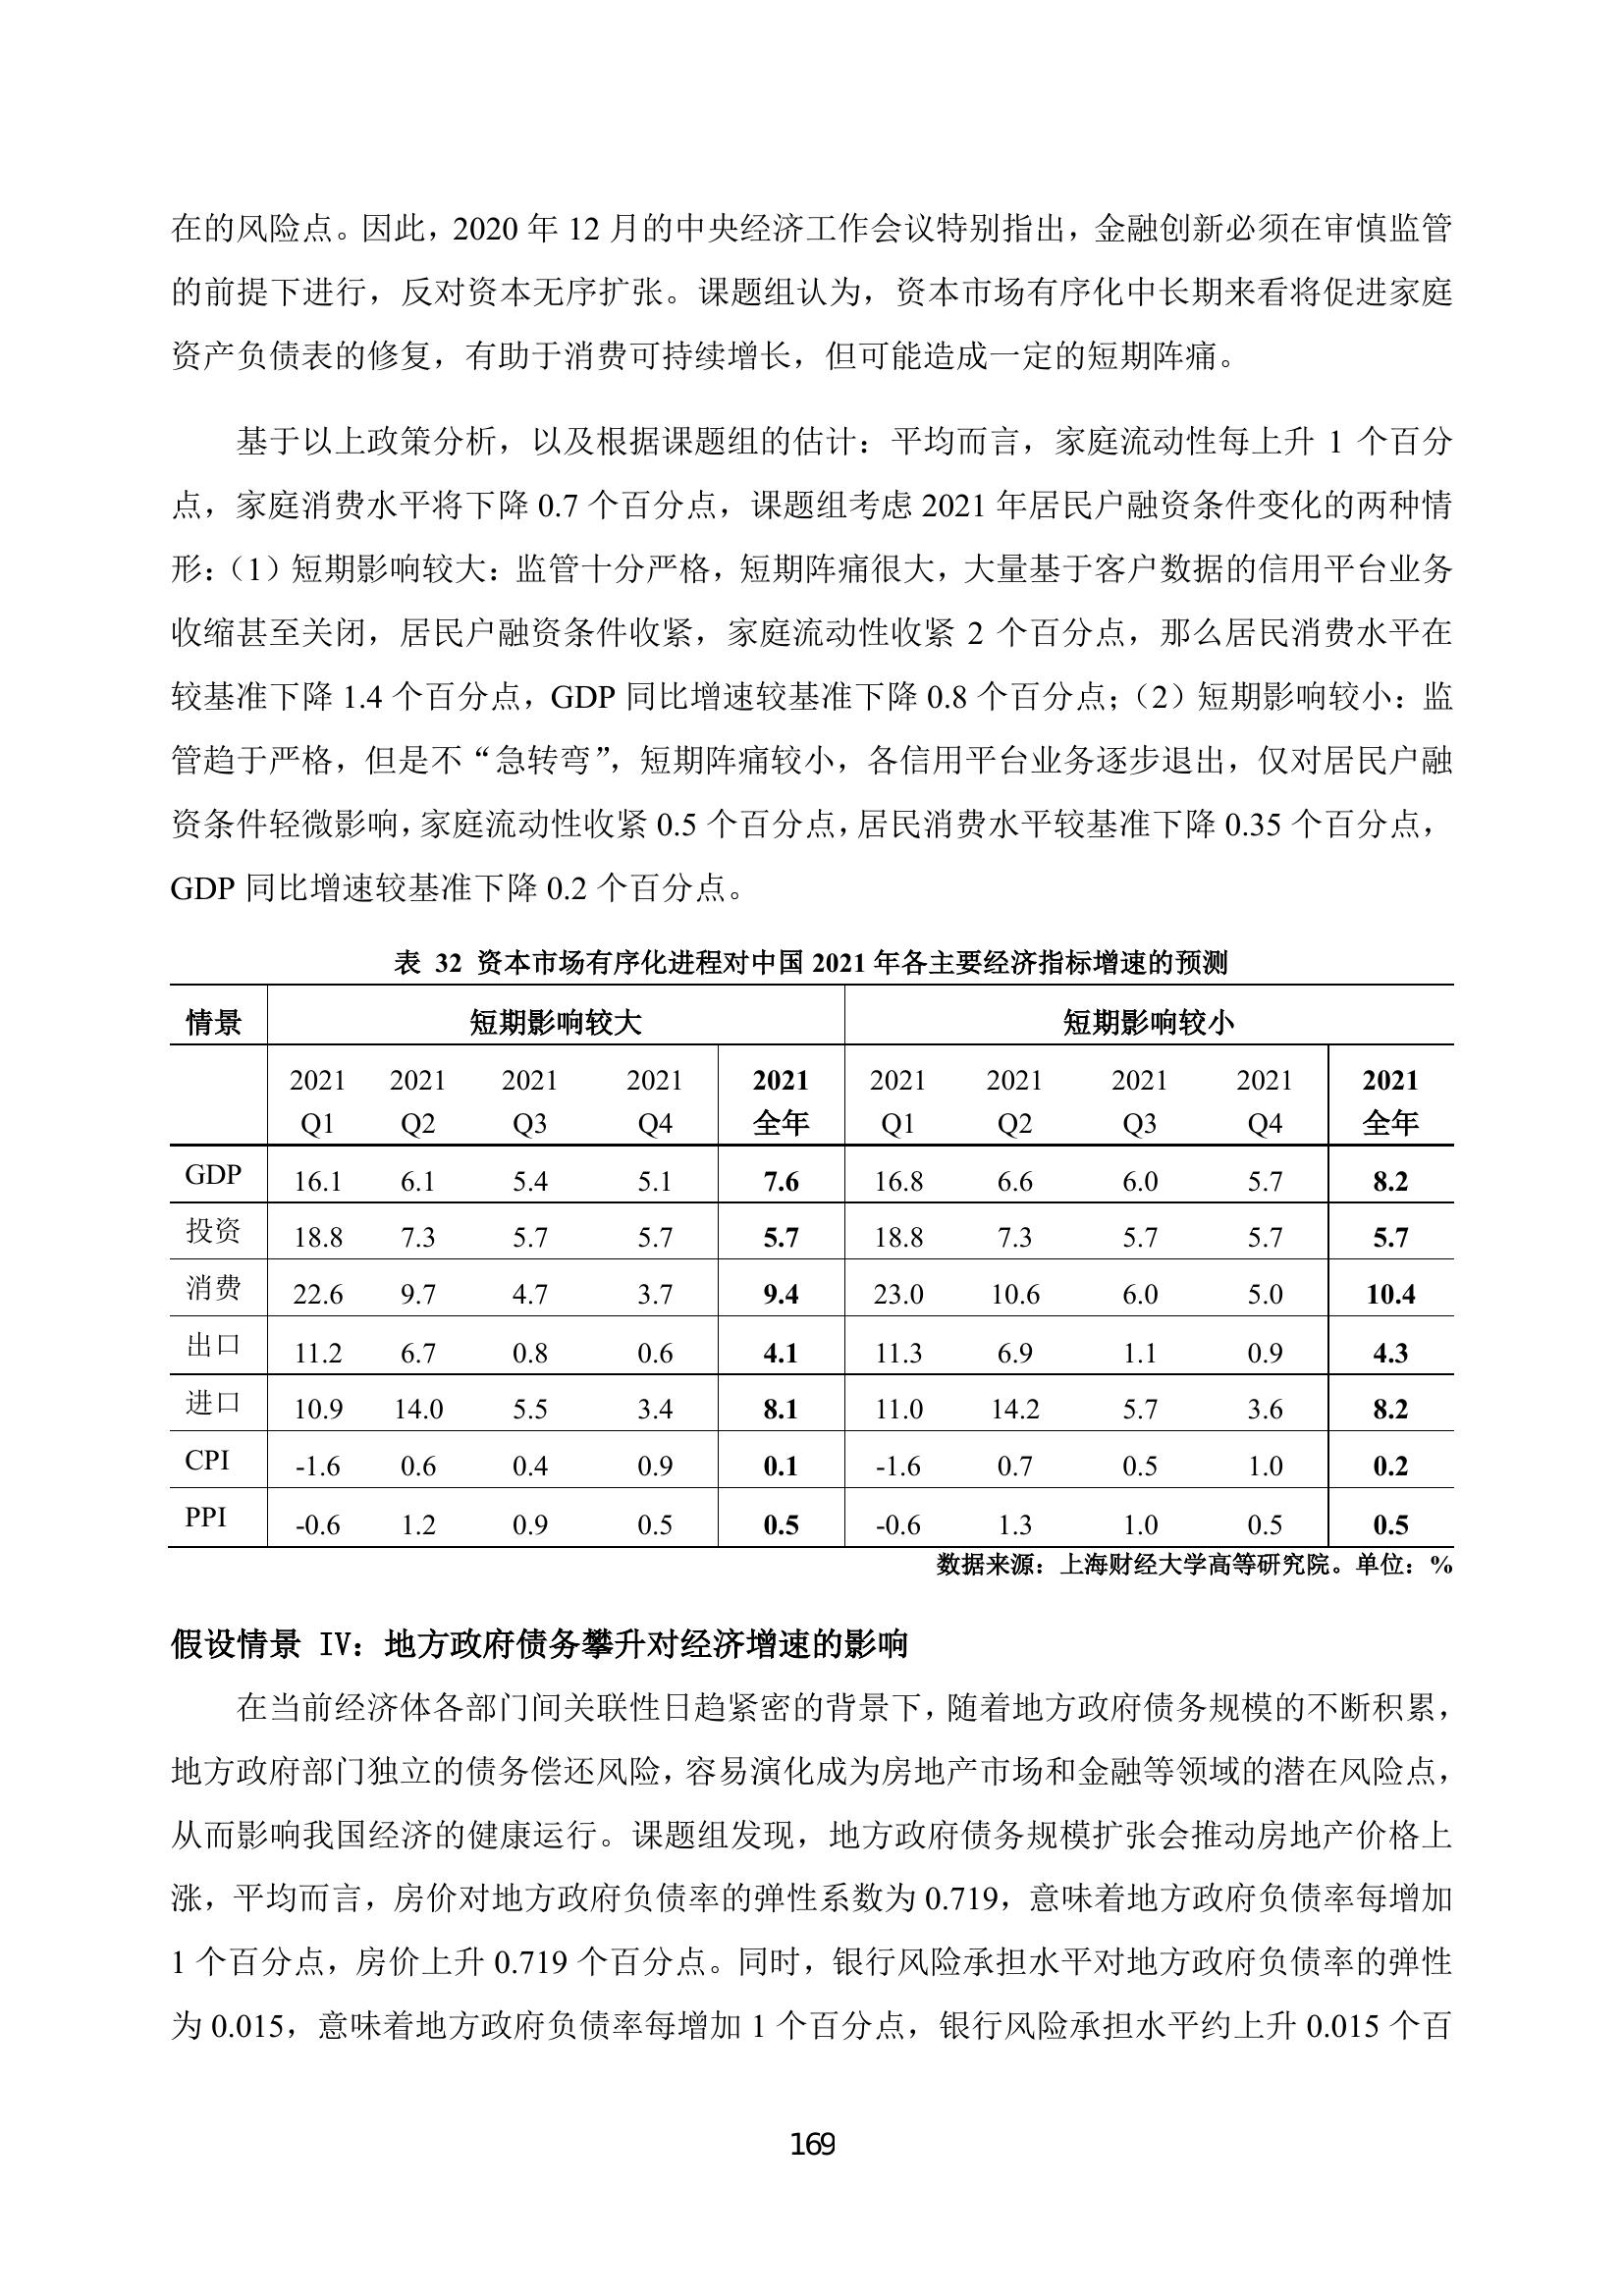 在的风险点。因此，2020 年 12 月的中央经济工作会议特别指出，金融创新必须在审慎监管
的前提下进行，反对资本无序扩张。课题组认为，资本市场有序化中长期来看将促进家庭
资产负债表的修复，有助于消费可持续增长，但可能造成一定的短期阵痛。
基于以上政策分析，以及根据课题组的估计：平均而言，家庭流动性每上升 1 个百分
点，家庭消费水平将下降 0.7 个百分点，课题组考虑 2021 年居民户融资条件变化的两种情
形：（1）短期影响较大：监管十分严格，短期阵痛很大，大量基于客户数据的信用平台业务
收缩甚至关闭，居民户融资条件收紧，家庭流动性收紧 2 个百分点，那么居民消费水平在
较基准下降 1.4 个百分点，GDP 同比增速较基准下降 0.8 个百分点；（2）短期影响较小：监
管趋于严格，但是不“急转弯”，短期阵痛较小，各信用平台业务逐步退出，仅对居民户融
资条件轻微影响，家庭流动性收紧 0.5 个百分点，居民消费水平较基准下降 0.35 个百分点，
GDP 同比增速较基准下降 0.2 个百分点。
表 32 资本市场有序化进程对中国 2021 年各主要经济指标增速的预测
情景 短期影响较大 短期影响较小
2021 2021 2021 2021 2021 2021 2021 2021 2021 2021
Q1 Q2 Q3 Q4 全年 Q1 Q2 Q3 Q4 全年
GDP 16.1 6.1 5.4 5.1 7.6 16.8 6.6 6.0 5.7 8.2
投资 18.8 7.3 5.7 5.7 5.7 18.8 7.3 5.7 5.7 5.7
消费 22.6 9.7 4.7 3.7 9.4 23.0 10.6 6.0 5.0 10.4
出口 11.2 6.7 0.8 0.6 4.1 11.3 6.9 1.1 0.9 4.3
进口 10.9 14.0 5.5 3.4 8.1 11.0 14.2 5.7 3.6 8.2
CPI -1.6 0.6 0.4 0.9 0.1 -1.6 0.7 0.5 1.0 0.2
PPI -0.6 1.2 0.9 0.5 0.5 -0.6 1.3 1.0 0.5 0.5
数据来源：上海财经大学高等研究院。单位：%
假设情景 IV：地方政府债务攀升对经济增速的影响
在当前经济体各部门间关联性日趋紧密的背景下，随着地方政府债务规模的不断积累，
地方政府部门独立的债务偿还风险，容易演化成为房地产市场和金融等领域的潜在风险点，
从而影响我国经济的健康运行。课题组发现，地方政府债务规模扩张会推动房地产价格上
涨，平均而言，房价对地方政府负债率的弹性系数为 0.719，意味着地方政府负债率每增加
1 个百分点，房价上升 0.719 个百分点。同时，银行风险承担水平对地方政府负债率的弹性
为 0.015，意味着地方政府负债率每增加 1 个百分点，银行风险承担水平约上升 0.015 个百
169